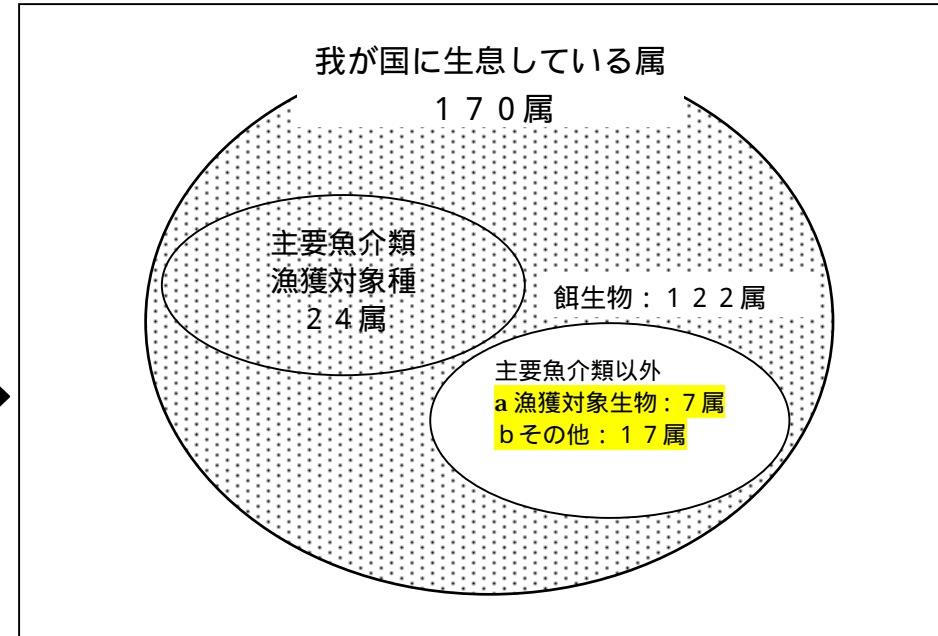 我が国に生息している属
１７０属
主要魚介類
漁獲対象種
２４属
餌生物：１２２属
主要魚介類以外
a 漁獲対象生物：７属
ｂその他：１７属